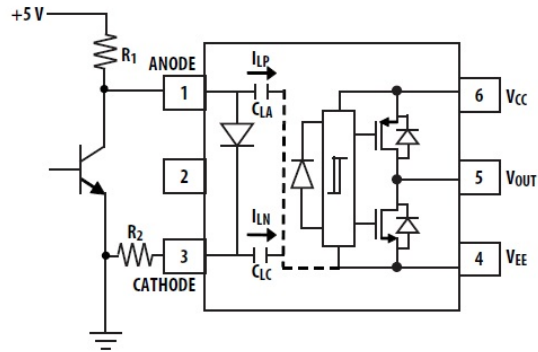 +5 V
R1
ANODE
1
ILP
CLA
6
VCC
2
5
VOUT
R2
3
CATHODE
ILN
CLC
4
VEE